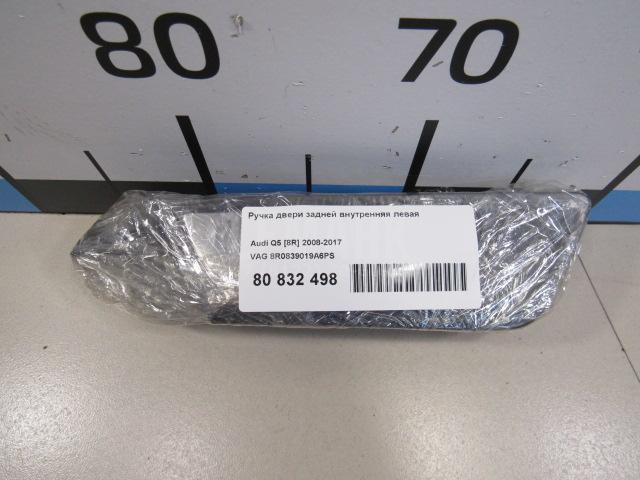 80 70
Ручка двери задней внутренняя левая
Audi Q5 [8R] 2008-2017
VAG 8R0839019A6PS
80 832 498